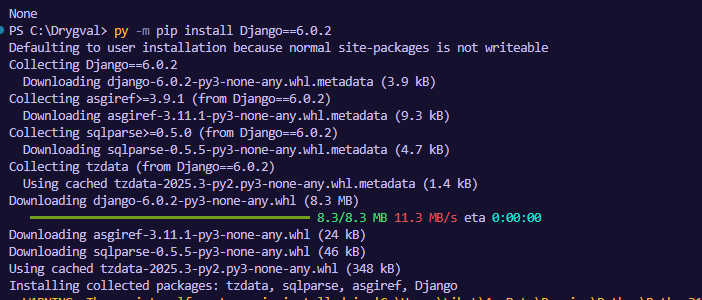 None
PS C:\Drygval> py -m pip install Django==6.0.2
Defaulting to user installation because normal site-packages is not writeable
Collecting Django==6.0.2
  Downloading django-6.0.2-py3-none-any.whl.metadata (3.9 kB)
Collecting asgiref>=3.9.1 (from Django==6.0.2)
  Downloading asgiref-3.11.1-py3-none-any.whl.metadata (9.3 kB)
Collecting sqlparse>=0.5.0 (from Django==6.0.2)
  Downloading sqlparse-0.5.5-py3-none-any.whl.metadata (4.7 kB)
Collecting tzdata (from Django==6.0.2)
  Using cached tzdata-2025.3-py2.py3-none-any.whl.metadata (1.4 kB)
Downloading django-6.0.2-py3-none-any.whl (8.3 MB)
8.3/8.3 MB 11.3 MB/s eta 0:00:00
Downloading asgiref-3.11.1-py3-none-any.whl (24 kB)
Downloading sqlparse-0.5.5-py3-none-any.whl (46 kB)
Using cached tzdata-2025.3-py2.py3-none-any.whl (348 kB)
Installing collected packages: tzdata, sqlparse, asgiref, Django